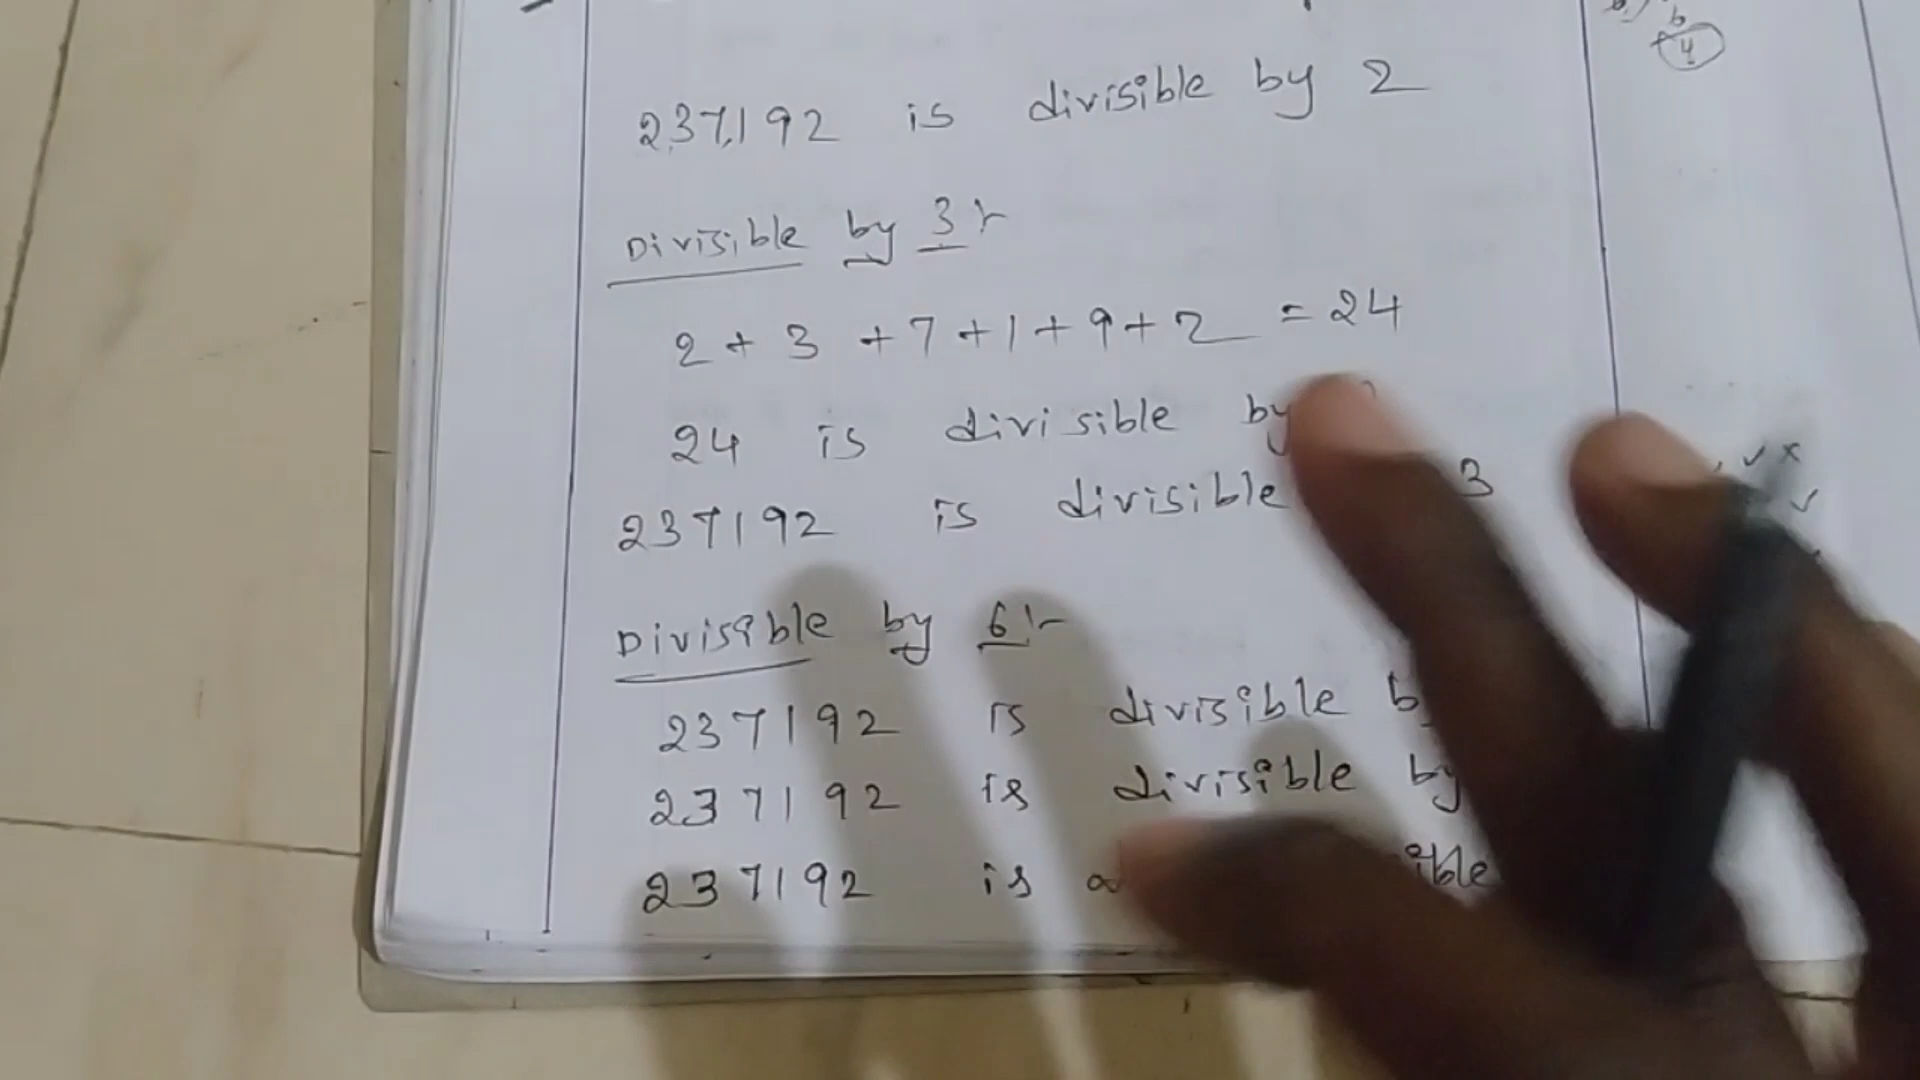 237192 is divisible by 2
Divisible by 3:-
2 + 3 + 7 + 1 + 9 + 2 = 24
24 is divisible by
237192 is divisible 3
Divisible by 6:-
237192 is divisible
237192 is divisible by
237192 is